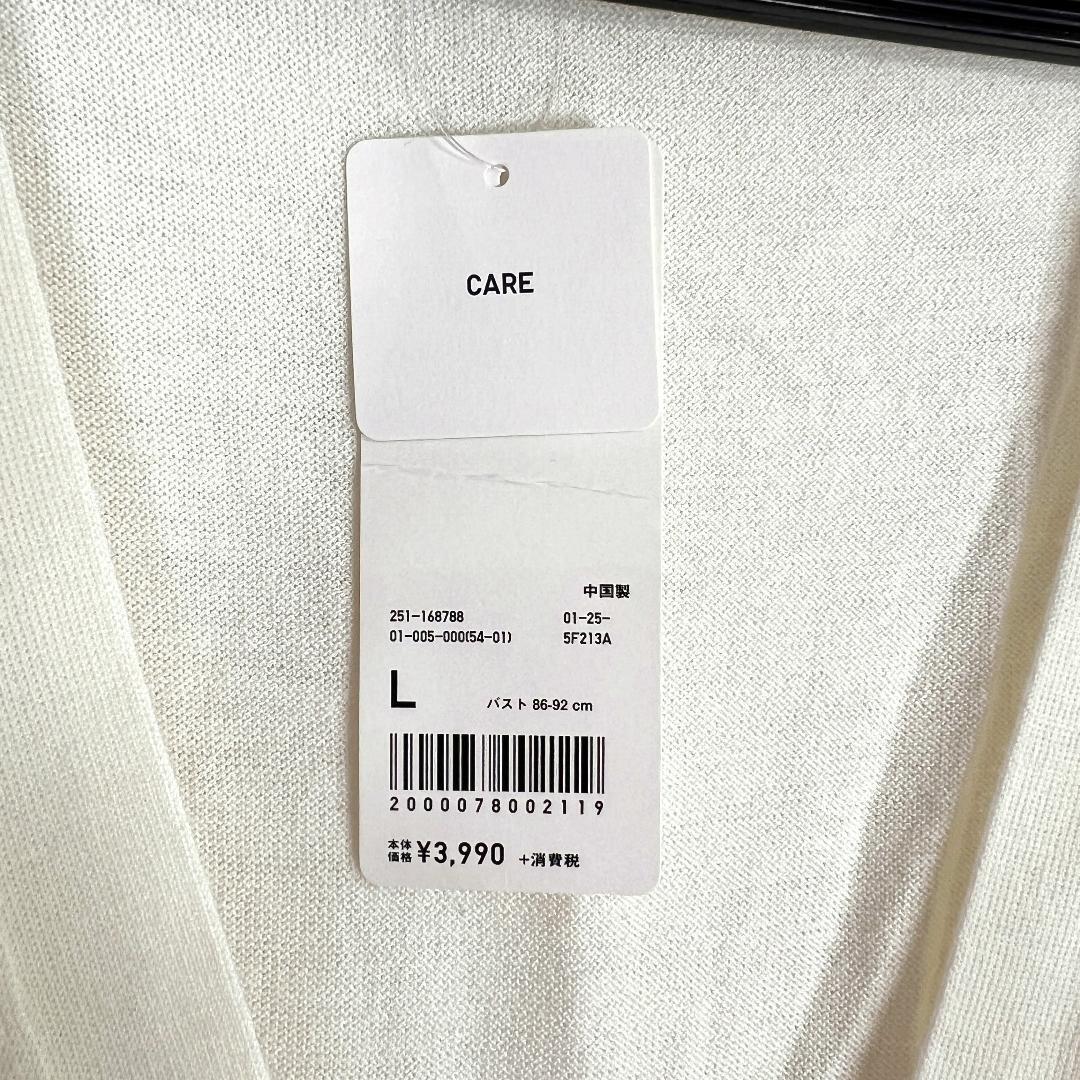 CARE
中国製
251-168788 01-25-
01-005-000(54-01) 5F213A
L バスト 86-92 cm
2000078002119
本体価格 ¥3,990 +消費税